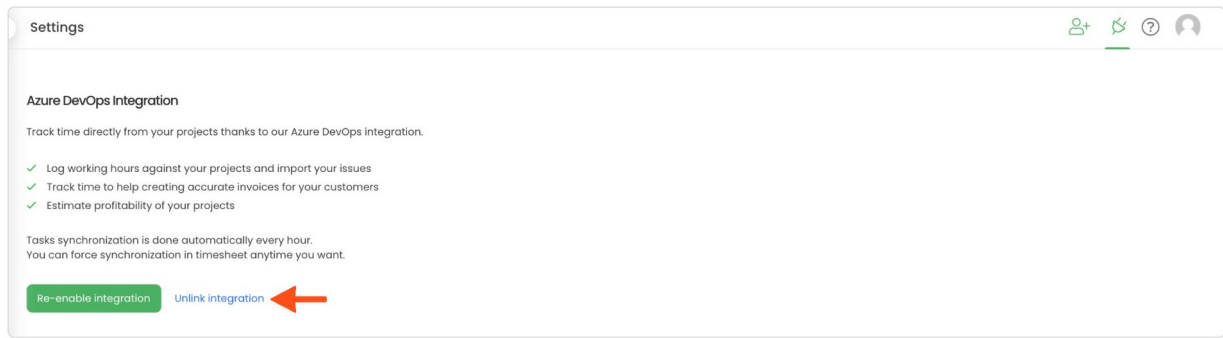 Settings
Azure DevOps Integration
Track time directly from your projects thanks to our Azure DevOps integration.
Log working hours against your projects and import your issues
Track time to help creating accurate invoices for your customers
Estimate profitability of your projects
Tasks synchronization is done automatically every hour.
You can force synchronization in timesheet anytime you want.
Re-enable integration Unlink integration